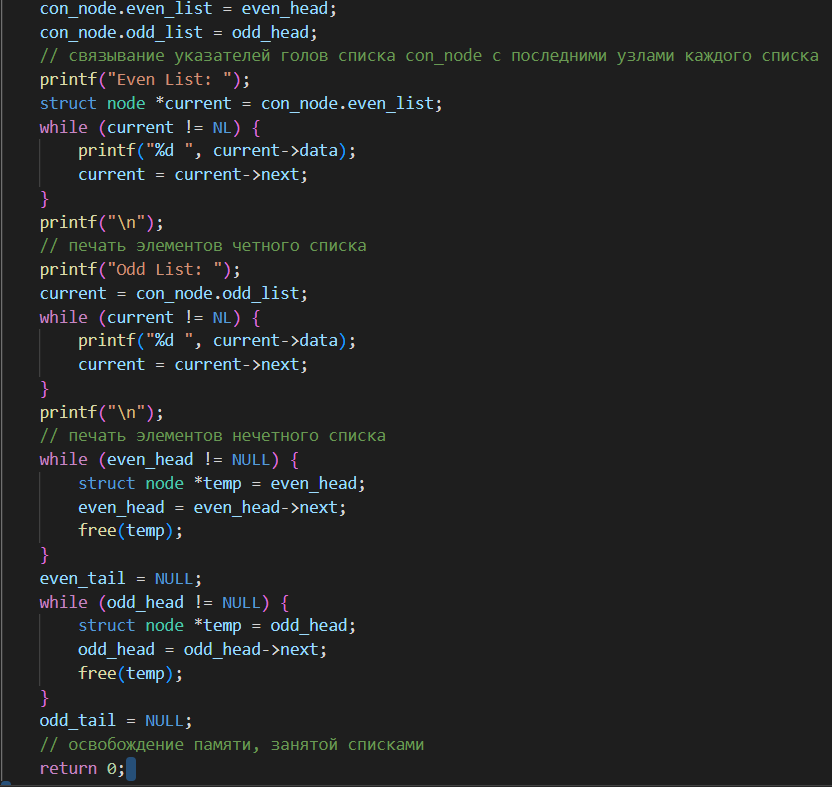 con_node.even_list = even_head;
con_node.odd_list = odd_head;
// связывание указателей голов списка con_node с последними узлами каждого списка
printf("Even List: ");
struct node *current = con_node.even_list;
while (current != NL) {
printf("%d ", current->data);
current = current->next;
}
printf("\n");
// печать элементов четного списка
printf("Odd List: ");
current = con_node.odd_list;
while (current != NL) {
printf("%d ", current->data);
current = current->next;
}
printf("\n");
// печать элементов нечетного списка
while (even_head != NULL) {
struct node *temp = even_head;
even_head = even_head->next;
free(temp);
}
even_tail = NULL;
while (odd_head != NULL) {
struct node *temp = odd_head;
odd_head = odd_head->next;
free(temp);
}
odd_tail = NULL;
// освобождение памяти, занятой списками
return 0;